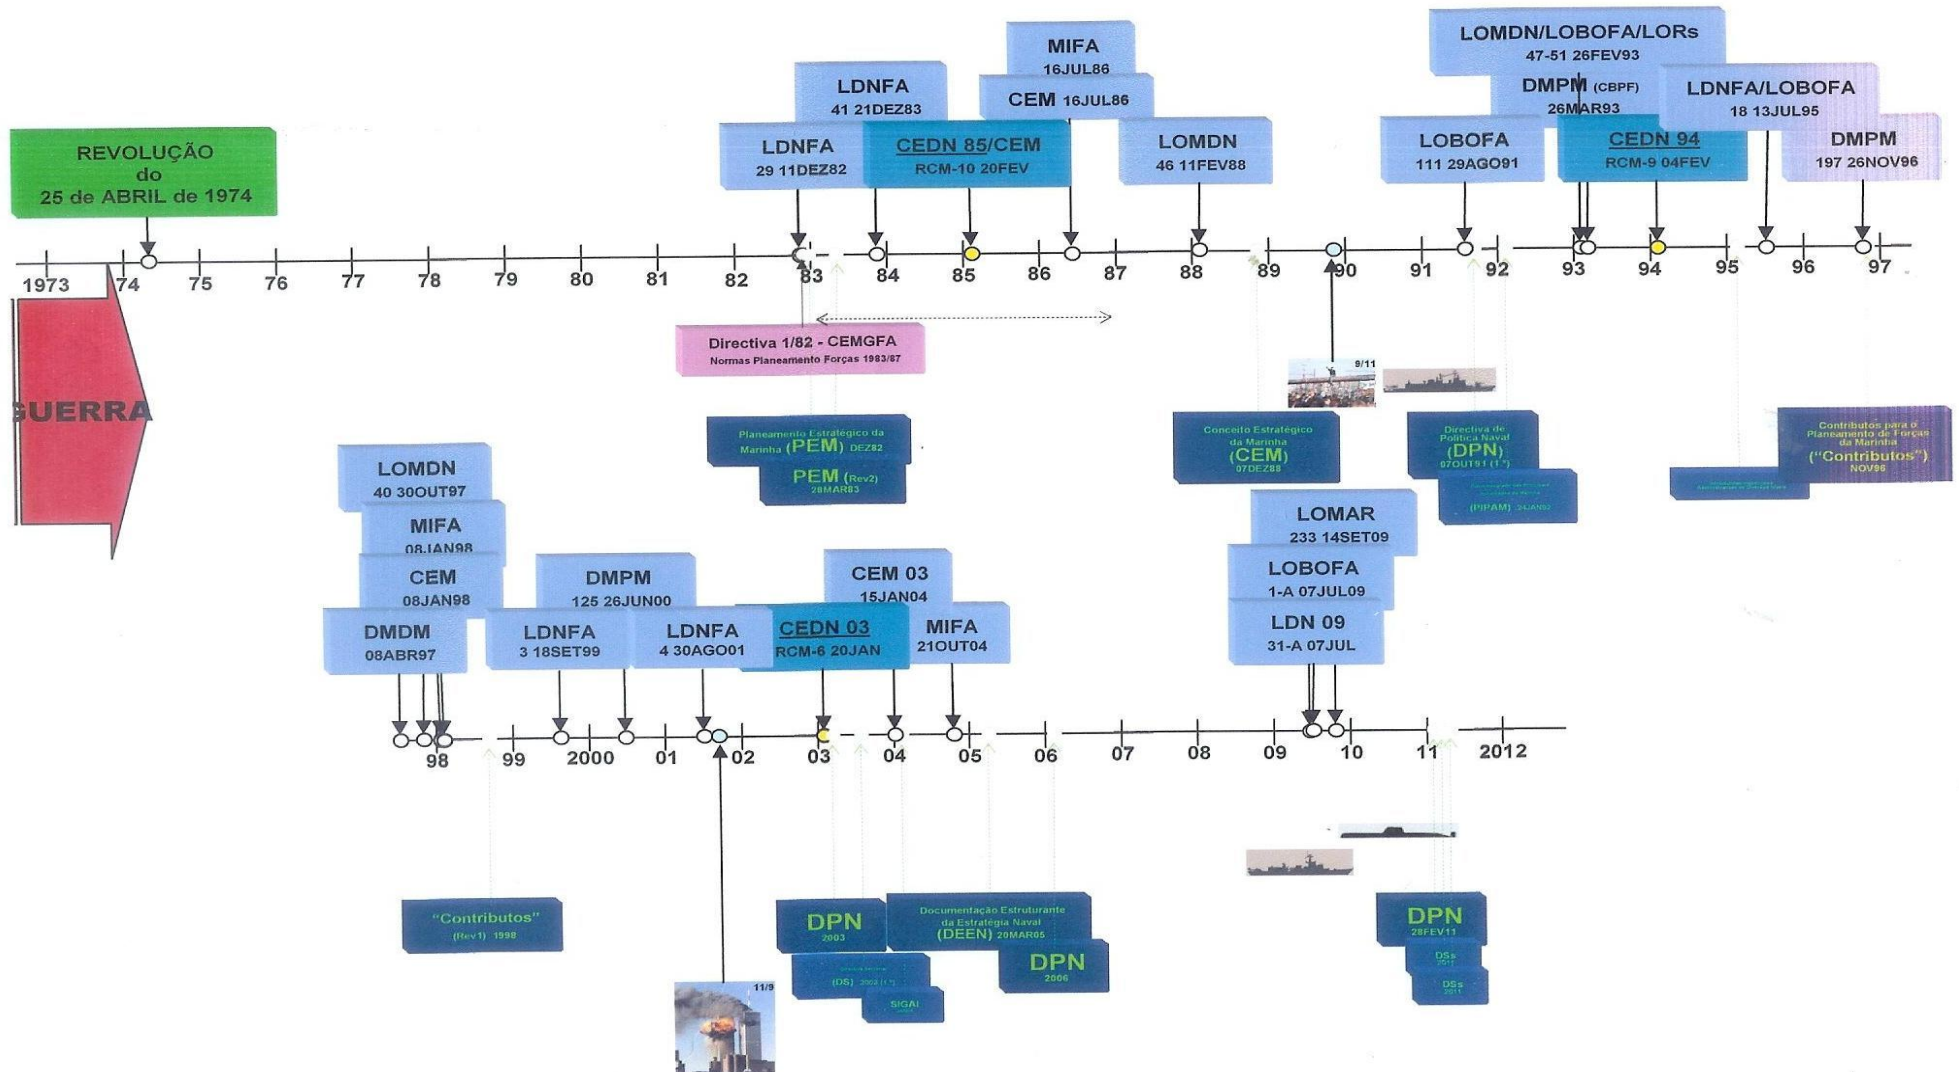 REVOLUÇÃO
do
25 de ABRIL de 1974
LDNFA
29 11DEZ82
LDNFA
41 21DEZ83
CEDN 85/CEM
RCM-10 20FEV
MIFA
16JUL86
CEM 16JUL86
LOMDN
46 11FEV88
LOBOFA
111 29AGO91
LOMDN/LOBOFA/LORs
47-51 26FEV93
DMPM (CBPF)
26MAR93
CEDN 94
RCM-9 04FEV
LDNFA/LOBOFA
18 13JUL95
DMPM
197 26NOV96
1973 74 75 76 77 78 79 80 81 82 83 84 85 86 87 88 89 90 91 92 93 94 95 96 97
GUERRA
Directiva 1/82 - CEMGFA
Normas Planeamento Forças 1983/87
9/11
Planeamento Estratégico da
Marinha (PEM) DEZ82
PEM (Rev2)
28MAR83
Conceito Estratégico
da Marinha
(CEM)
07DEZ88
Directiva de
Política Naval
(DPN)
07OUT91 (1.ª)
(PIPAM) 24JAN92
Contributos para o
Planeamento de Forças
da Marinha
("Contributos")
NOV96
LOMDN
40 30OUT97
MIFA
08JAN98
CEM
08JAN98
DMDM
08ABR97
LDNFA
3 18SET99
DMPM
125 26JUN00
LDNFA
4 30AGO01
CEDN 03
RCM-6 20JAN
CEM 03
15JAN04
MIFA
21OUT04
LOMAR
233 14SET09
LOBOFA
1-A 07JUL09
LDN 09
31-A 07JUL
98 99 2000 01 02 03 04 05 06 07 08 09 10 11 2012
"Contributos"
(Rev1) 1998
11/9
DPN
2003
(DS)
SIGAI
Documentação Estruturante
da Estratégia Naval
(DEEN) 20MAR05
DPN
2006
DPN
28FEV11
DSs
2011
DSs
2011